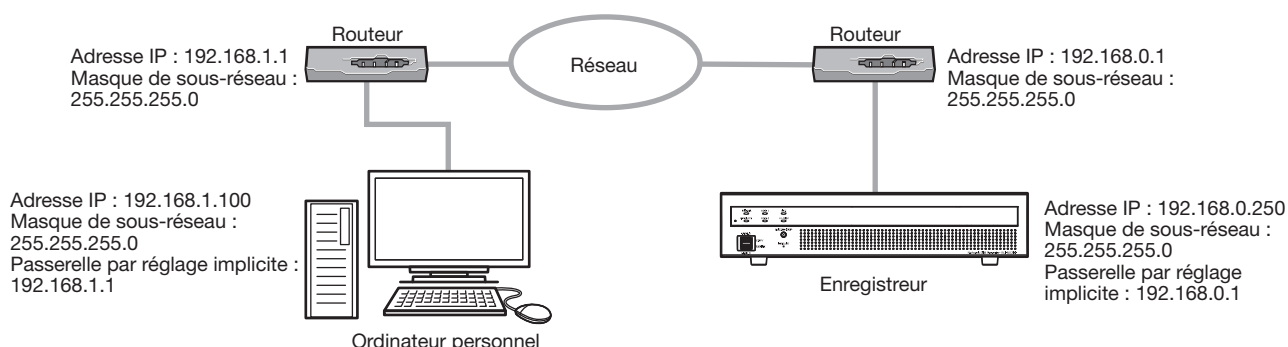 Routeur
Adresse IP : 192.168.1.1
Masque de sous-réseau :
255.255.255.0
Réseau
Routeur
Adresse IP : 192.168.0.1
Masque de sous-réseau :
255.255.255.0
Adresse IP : 192.168.1.100
Masque de sous-réseau :
255.255.255.0
Passerelle par réglage implicite :
192.168.1.1
Ordinateur personnel
Enregistreur
Adresse IP : 192.168.0.250
Masque de sous-réseau :
255.255.255.0
Passerelle par réglage
implicite : 192.168.0.1